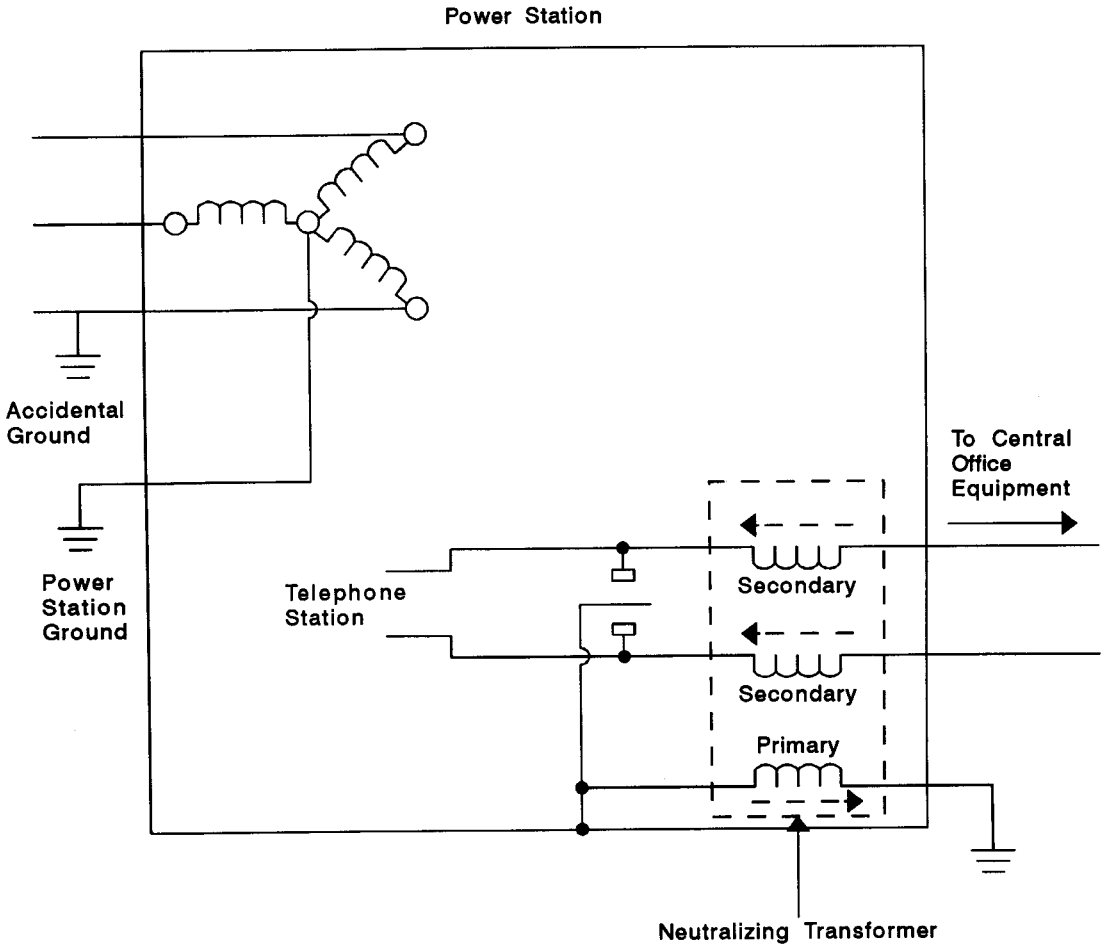 Power Station
Accidental
Ground
To Central
Office
Equipment
Power
Station
Ground
Telephone
Station
Secondary
Secondary
Primary
Neutralizing Transformer